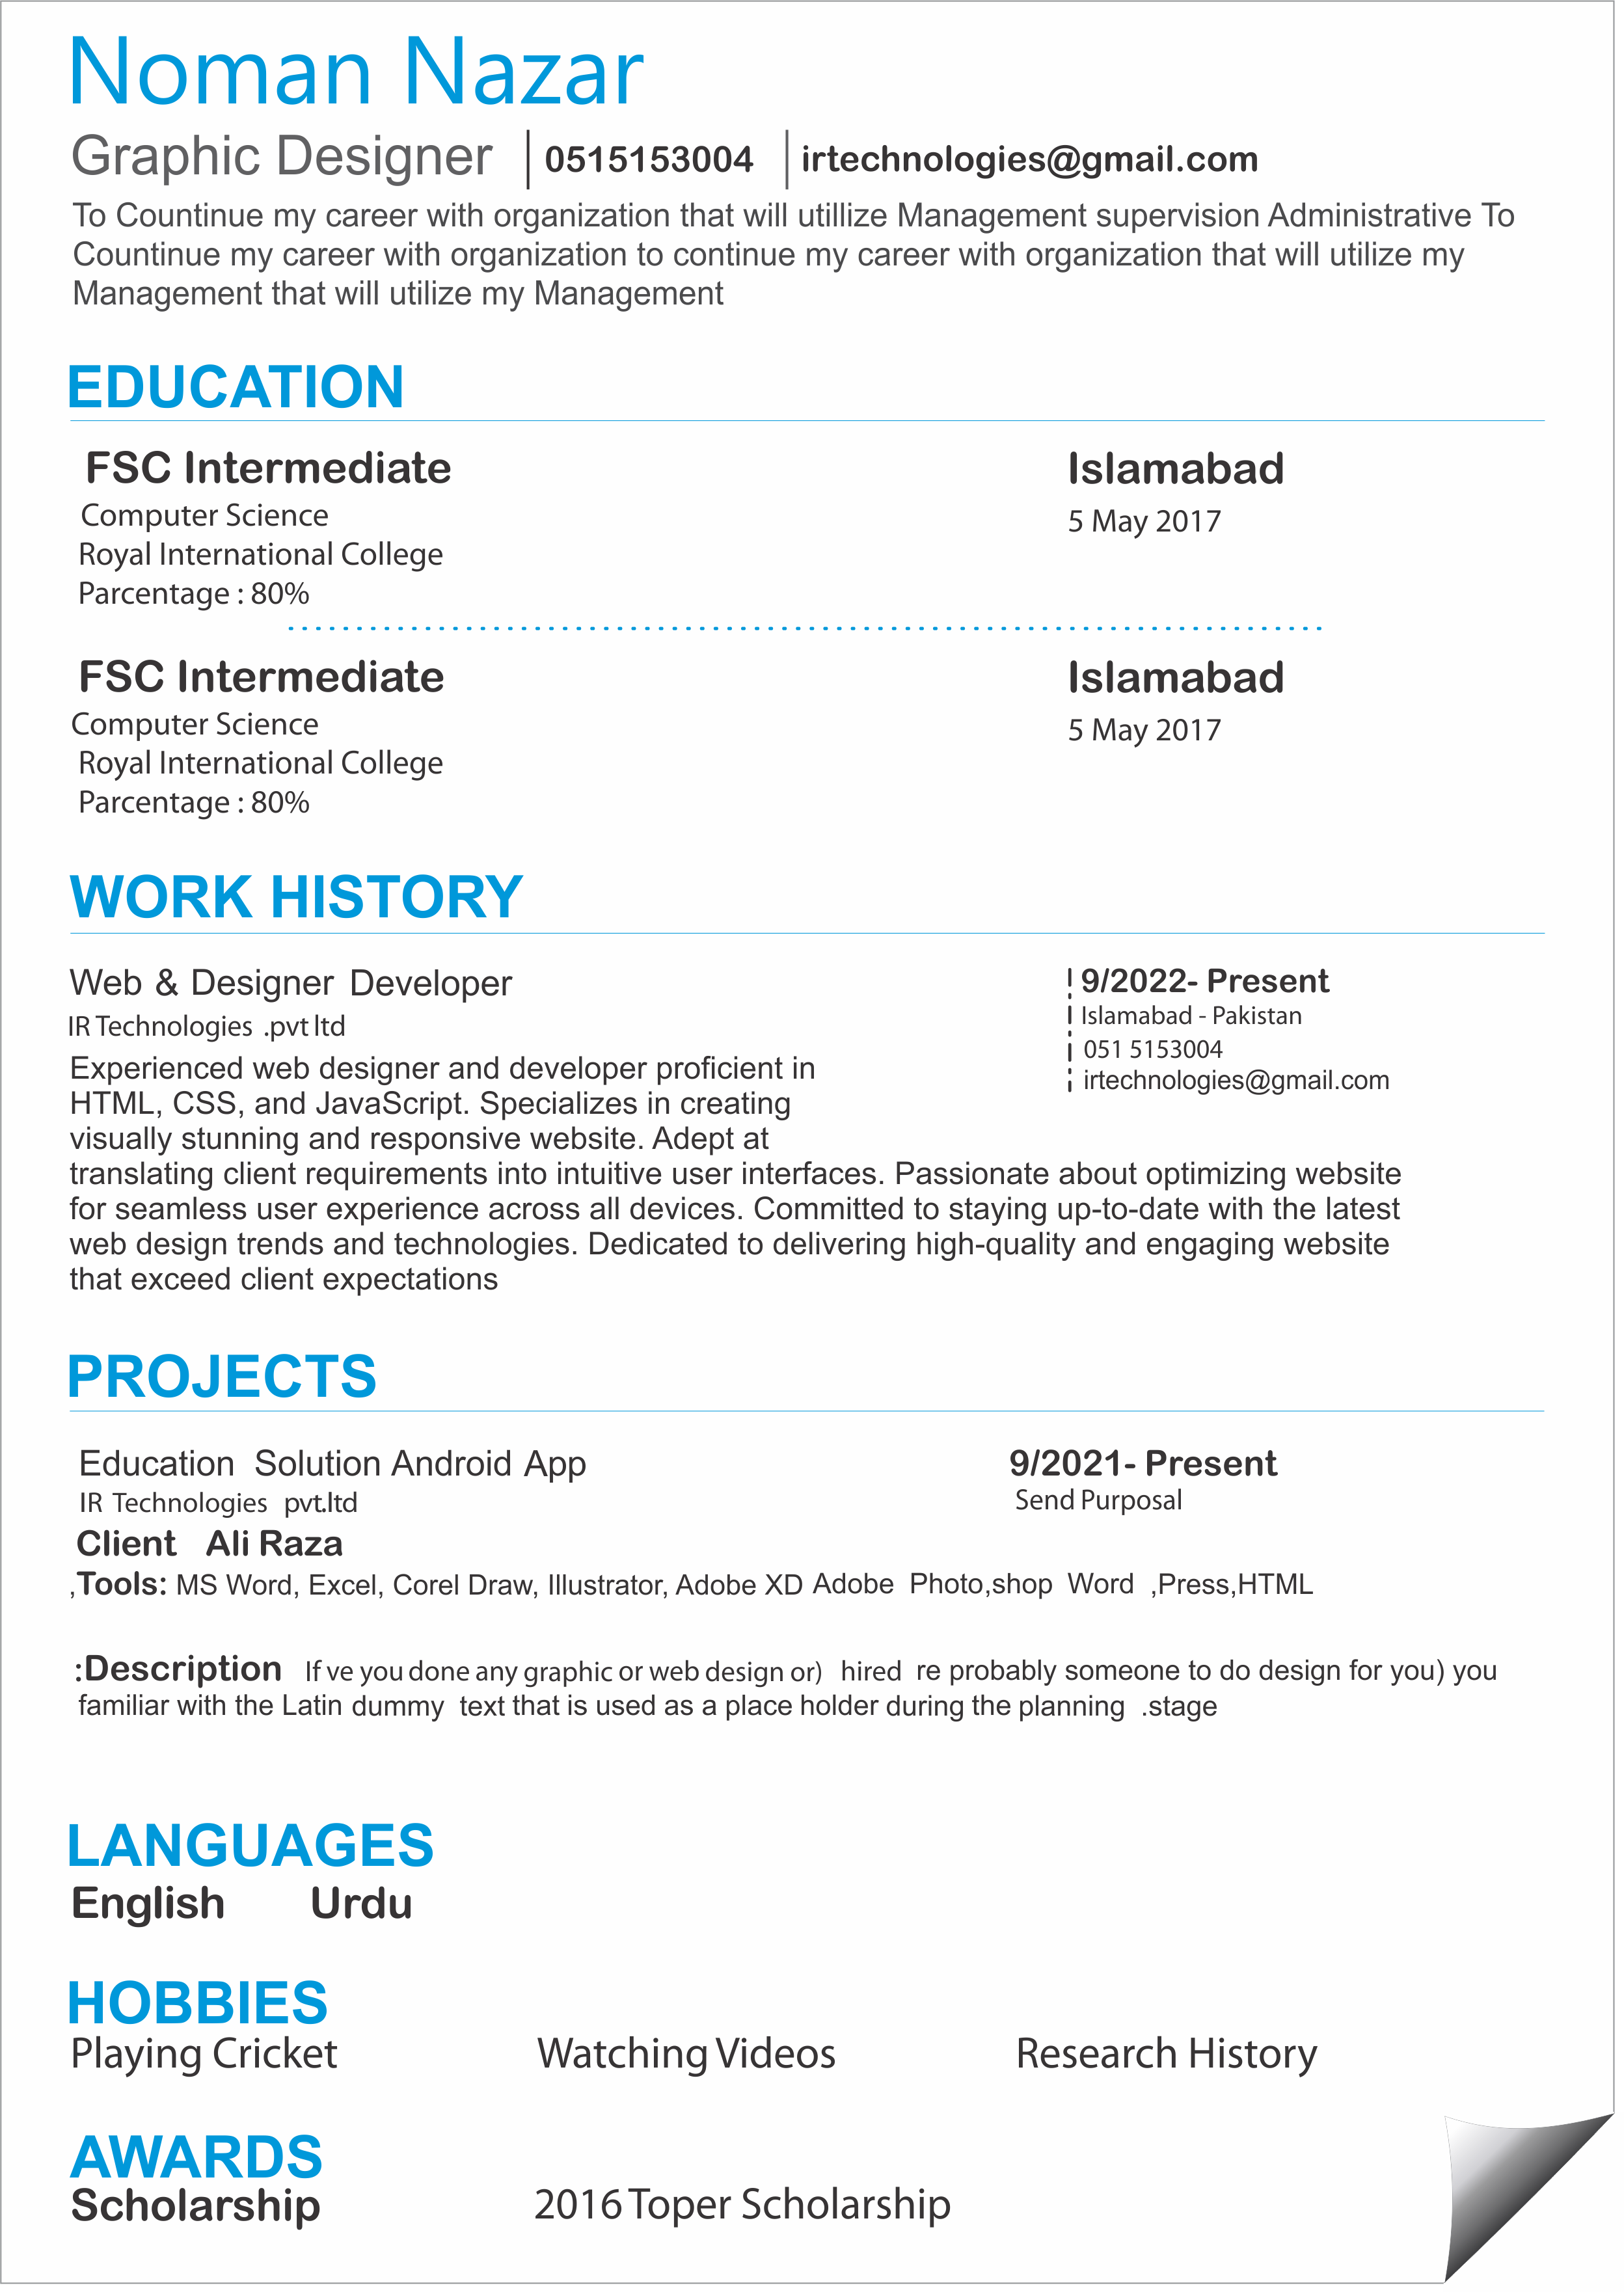 Noman Nazar
Graphic Designer 0515153004 irtechnologies@gmail.com
To Countinue my career with organization that will utillize Management supervision Administrative To
Countinue my career with organization to continue my career with organization that will utilize my
Management that will utilize my Management
EDUCATION
FSC Intermediate Islamabad
Computer Science 5 May 2017
Royal International College
Parcentage : 80%
FSC Intermediate Islamabad
Computer Science 5 May 2017
Royal International College
Parcentage : 80%
WORK HISTORY
Web & Designer Developer 9/2022- Present
IR Technologies .pvt ltd Islamabad - Pakistan
051 5153004
Experienced web designer and developer proficient in irtechnologies@gmail.com
HTML, CSS, and JavaScript. Specializes in creating
visually stunning and responsive website. Adept at
translating client requirements into intuitive user interfaces. Passionate about optimizing website
for seamless user experience across all devices. Committed to staying up-to-date with the latest
web design trends and technologies. Dedicated to delivering high-quality and engaging website
that exceed client expectations
PROJECTS
Education Solution Android App 9/2021- Present
IR Technologies pvt.ltd Send Purposal
Client Ali Raza
,Tools: MS Word, Excel, Corel Draw, Illustrator, Adobe XD Adobe Photo,shop Word ,Press,HTML
:Description If ve you done any graphic or web design or) hired re probably someone to do design for you) you
familiar with the Latin dummy text that is used as a place holder during the planning .stage
LANGUAGES
English Urdu
HOBBIES
Playing Cricket Watching Videos Research History
AWARDS
Scholarship 2016 Toper Scholarship